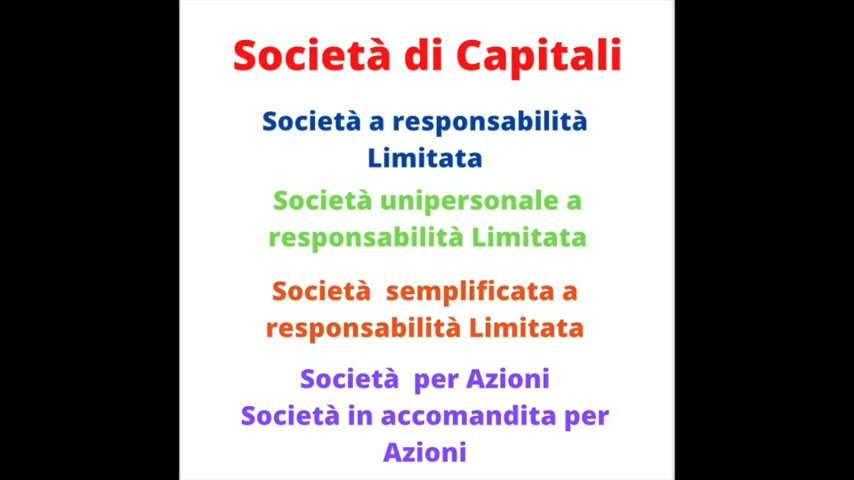 Società di Capitali
Società a responsabilità
Limitata
Società unipersonale a
responsabilità Limitata
Società semplificata a
responsabilità Limitata
Società per Azioni
Società in accomandita per
Azioni